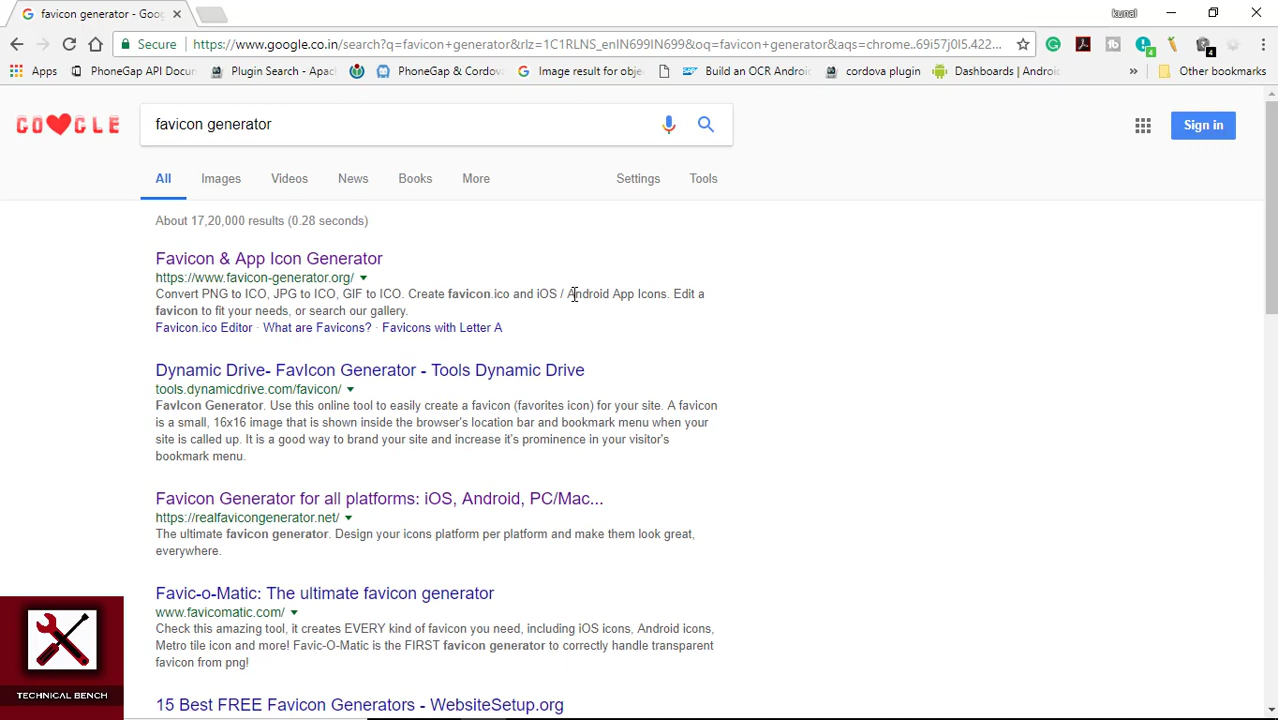 favicon generator - Goo
kunal
Secure
https://www.google.co.in/search?q=favicon+generator&rlz=1C1RLNS_enIN699IN699&oq=favicon+generator&aqs=chrome..69i57j0l5.422...
4
4
Apps
PhoneGap API Docun
Plugin Search - Apac
PhoneGap & Cordova
Image result for obje
Build an OCR Androi
cordova plugin
Dashboards | Androi
»
Other bookmarks
GOGLE
favicon generator
Sign in
All
Images
Videos
News
Books
More
Settings
Tools
About 17,20,000 results (0.28 seconds)
Favicon & App Icon Generator
https://www.favicon-generator.org/
Convert PNG to ICO, JPG to ICO, GIF to ICO. Create favicon.ico and iOS / Android App Icons. Edit a
favicon to fit your needs, or search our gallery.
Favicon.ico Editor · What are Favicons? · Favicons with Letter A
Dynamic Drive- FavIcon Generator - Tools Dynamic Drive
tools.dynamicdrive.com/favicon/
FavIcon Generator. Use this online tool to easily create a favicon (favorites icon) for your site. A favicon
is a small, 16x16 image that is shown inside the browser's location bar and bookmark menu when your
site is called up. It is a good way to brand your site and increase it's prominence in your visitor's
bookmark menu.
Favicon Generator for all platforms: iOS, Android, PC/Mac...
https://realfavicongenerator.net/
The ultimate favicon generator. Design your icons platform per platform and make them look great,
everywhere.
Favic-o-Matic: The ultimate favicon generator
www.favicomatic.com/
Check this amazing tool, it creates EVERY kind of favicon you need, including iOS icons, Android icons,
Metro tile icon and more! Favic-O-Matic is the FIRST favicon generator to correctly handle transparent
favicon from png!
15 Best FREE Favicon Generators - WebsiteSetup.org
TECHNICAL BENCH